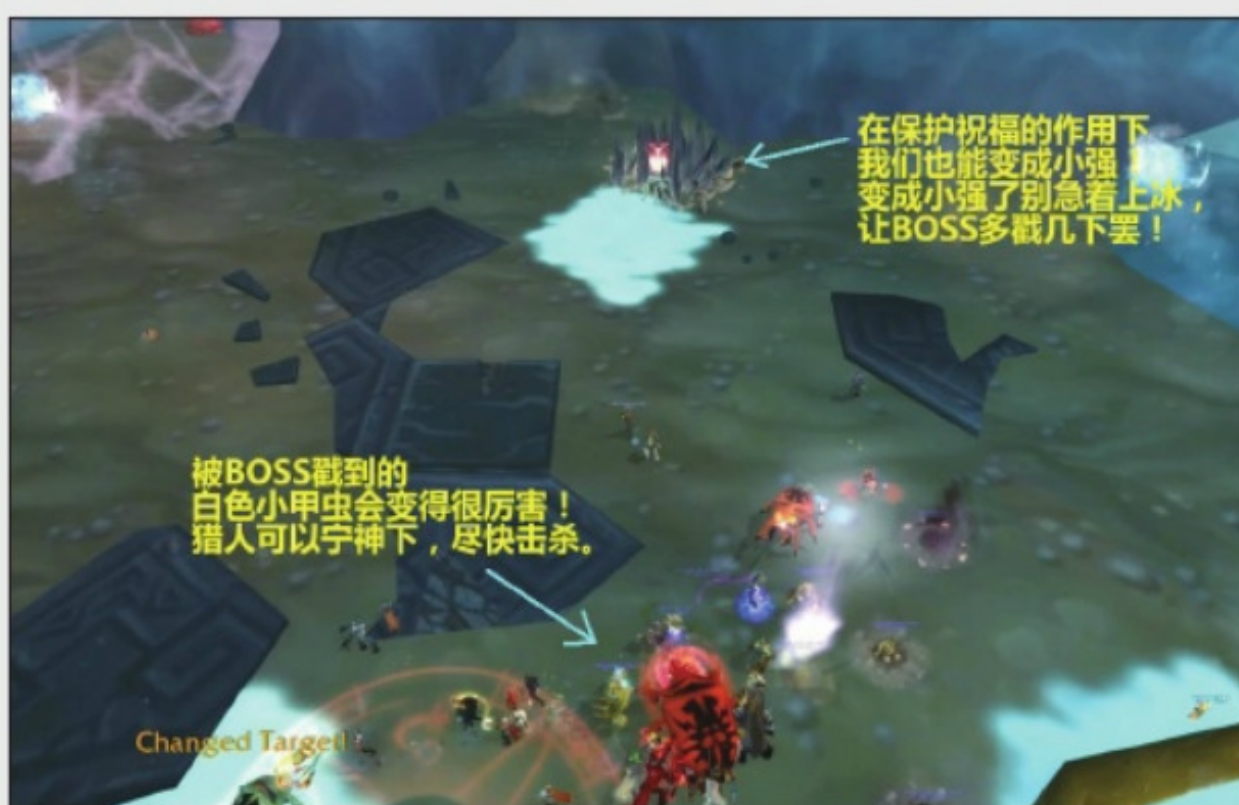 在保护祝福的作用下
我们也能变成小强！
变成小强了别急着上冰，
让BOSS多戳几下罢！
被BOSS戳到的
白色小甲虫会变得很厉害！
猎人可以宁神下，尽快击杀。
Changed Target!